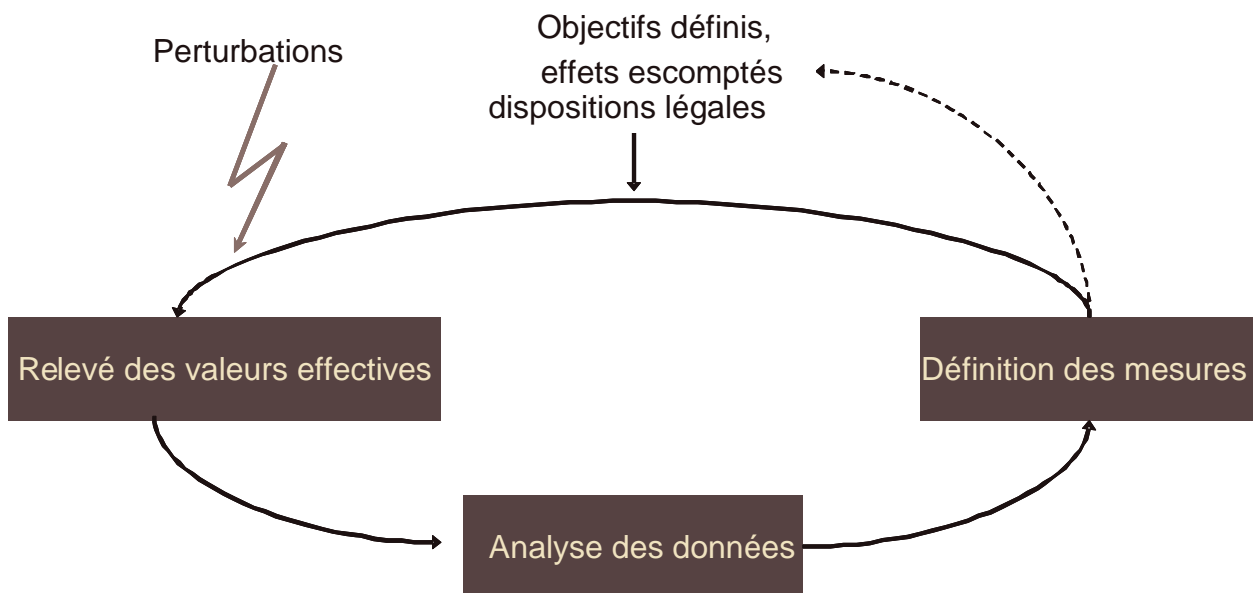 Perturbations
Objectifs définis,
effets escomptés
dispositions légales
Relevé des valeurs effectives
Définition des mesures
Analyse des données